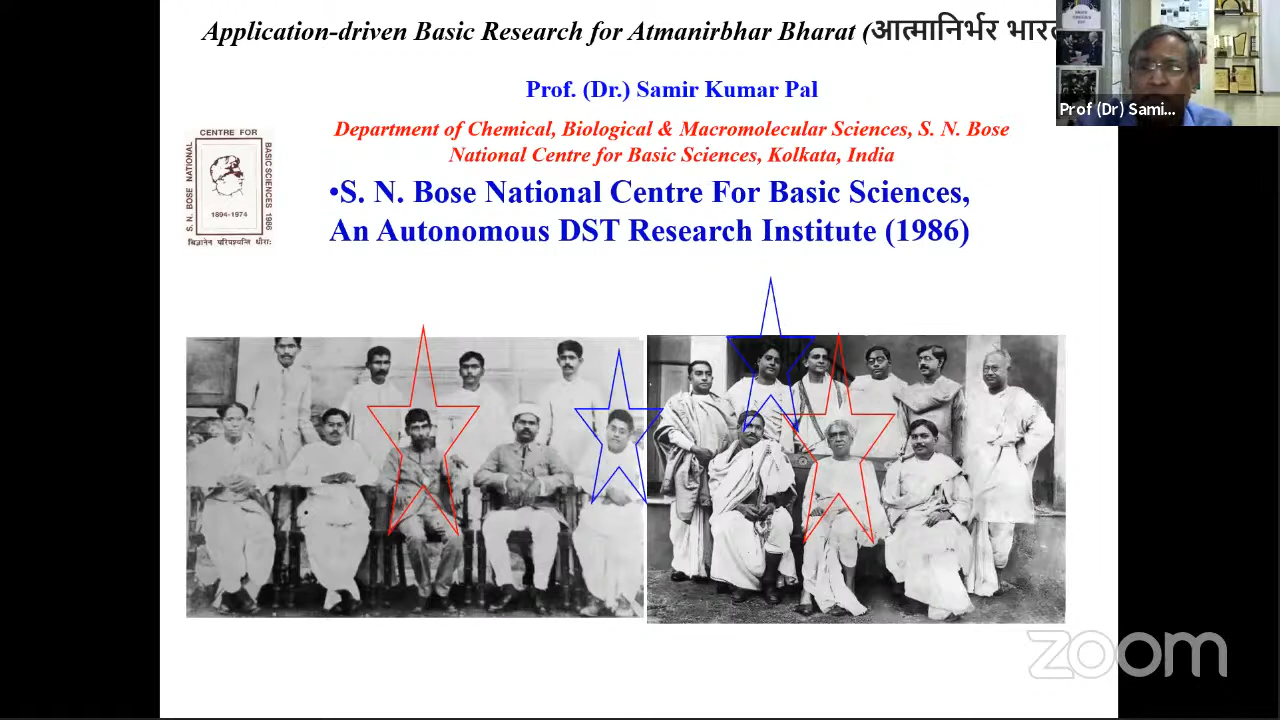 Application-driven Basic Research for Atmanirbhar Bharat (आत्मानिर्भर भारत
Prof. (Dr.) Samir Kumar Pal
Prof (Dr) Sami...
Department of Chemical, Biological & Macromolecular Sciences, S. N. Bose
National Centre for Basic Sciences, Kolkata, India
CENTRE FOR
S. N. BOSE NATIONAL
BASIC SCIENCES 1986
1894-1974
•S. N. Bose National Centre For Basic Sciences,
An Autonomous DST Research Institute (1986)
zoom